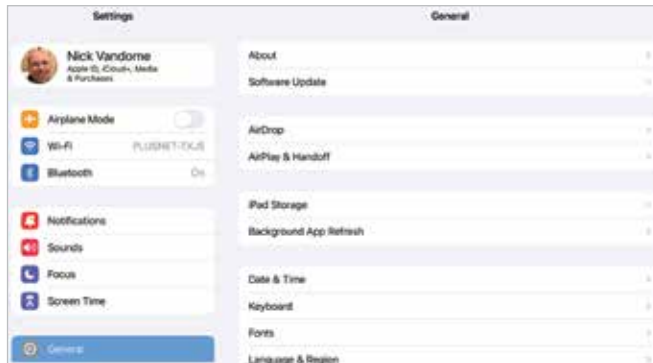 Settings
Nick Vandome
Apple ID, iCloud+, Media
& Purchases
Airplane Mode
Wi-Fi PLUSNET-TXJ5
Bluetooth On
Notifications
Sounds
Focus
Screen Time
General
General
About
Software Update
AirDrop
AirPlay & Handoff
iPad Storage
Background App Refresh
Date & Time
Keyboard
Fonts
Language & Region